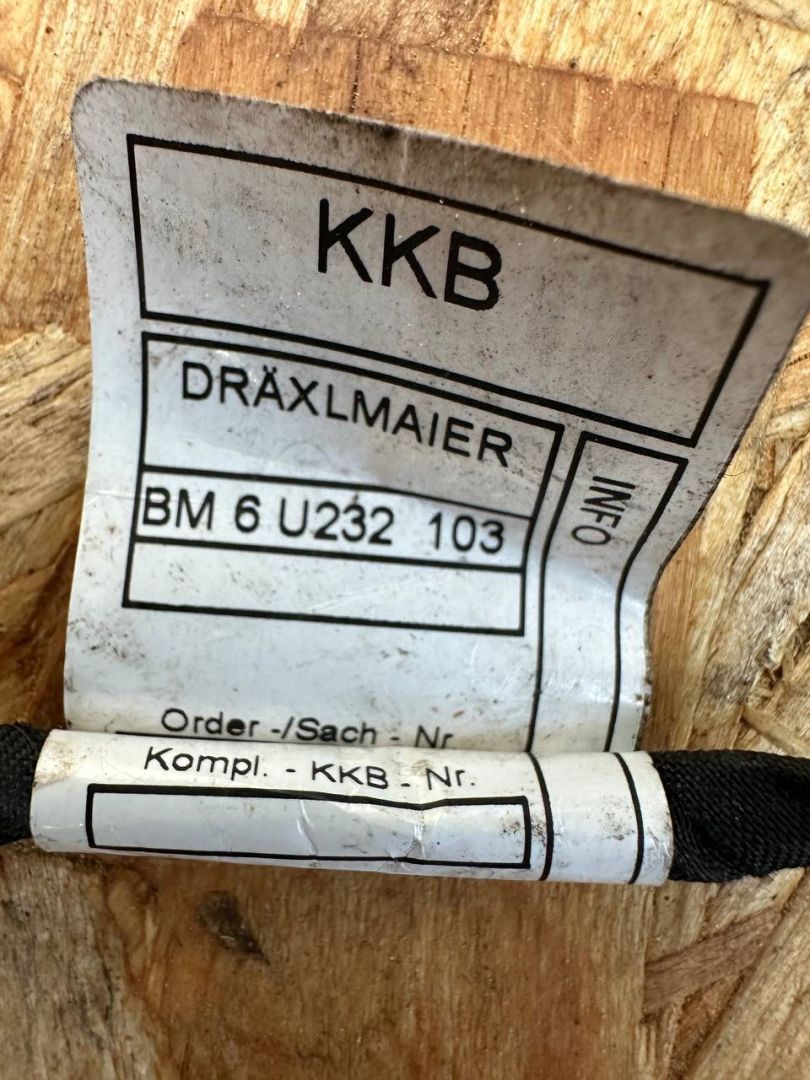 KKB
DRÄXLMAIER
INFO
BM 6 U232 103
Order -/Sach - Nr
Kompl. - KKB - Nr.